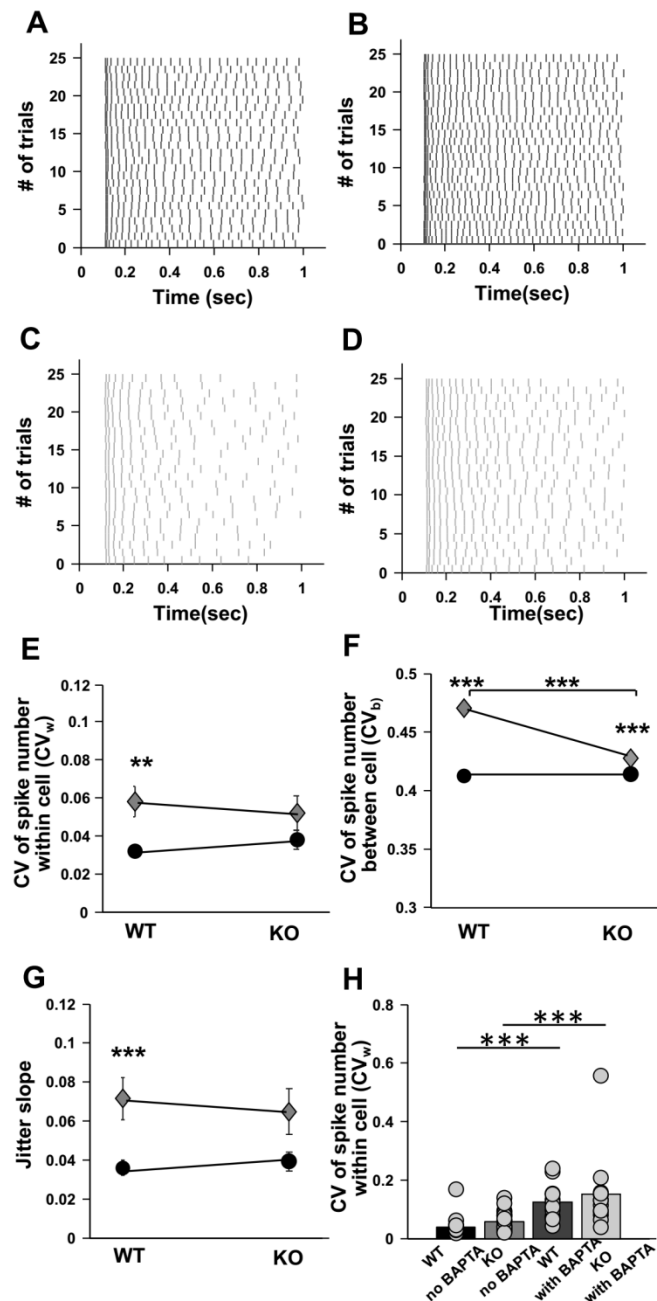 A
# of trials
25
20
15
10
5
0
0 0.2 0.4 0.6 0.8 1
Time (sec)
B
# of trials
25
20
15
10
5
0
0 0.2 0.4 0.6 0.8 1
Time(sec)
C
# of trials
25
20
15
10
5
0
0 0.2 0.4 0.6 0.8 1
Time(sec)
D
# of trials
25
20
15
10
5
0
0 0.2 0.4 0.6 0.8 1
Time(sec)
E
CV of spike number
within cell (CVw)
0.12
0.1
0.08
0.06
0.04
0.02
0
**
WT KO
F
CV of spike number
between cell (CVb)
0.5
0.45
0.4
0.35
0.3
*** ***
***
WT KO
G
Jitter slope
0.12
0.1
0.08
0.06
0.04
0.02
0
***
WT KO
H
CV of spike number
within cell (CVw)
0.8
0.6
0.4
0.2
0
***
***
WT
no BAPTA
KO
no BAPTA
WT
with BAPTA
KO
with BAPTA